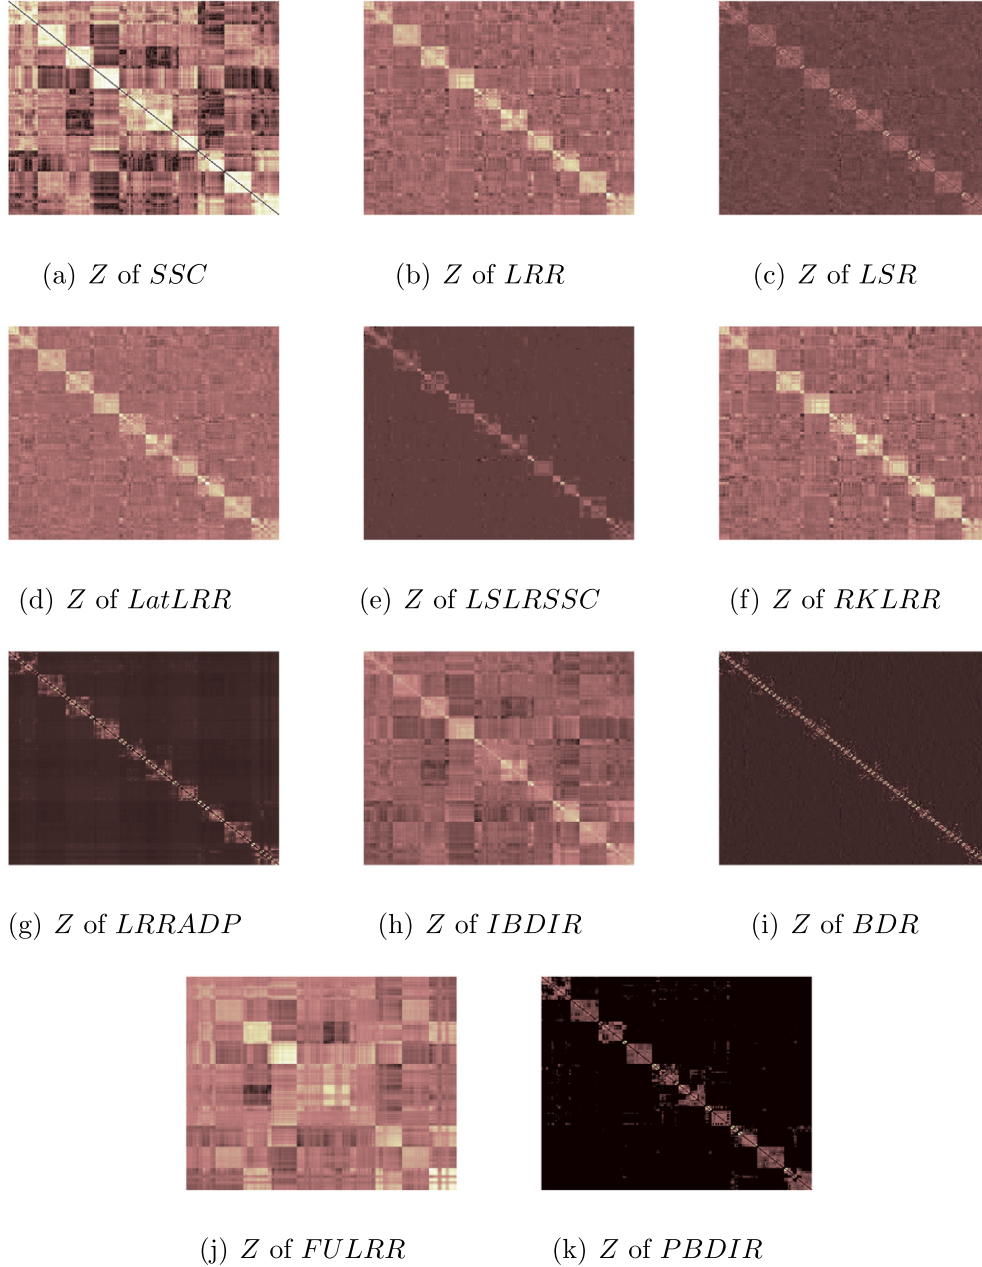 (a) Z of SSC
(b) Z of LRR
(c) Z of LSR
(d) Z of LatLRR
(e) Z of LSLRSSC
(f) Z of RKLRR
(g) Z of LRRADP
(h) Z of IBDIR
(i) Z of BDR
(j) Z of FULRR
(k) Z of PBDIR